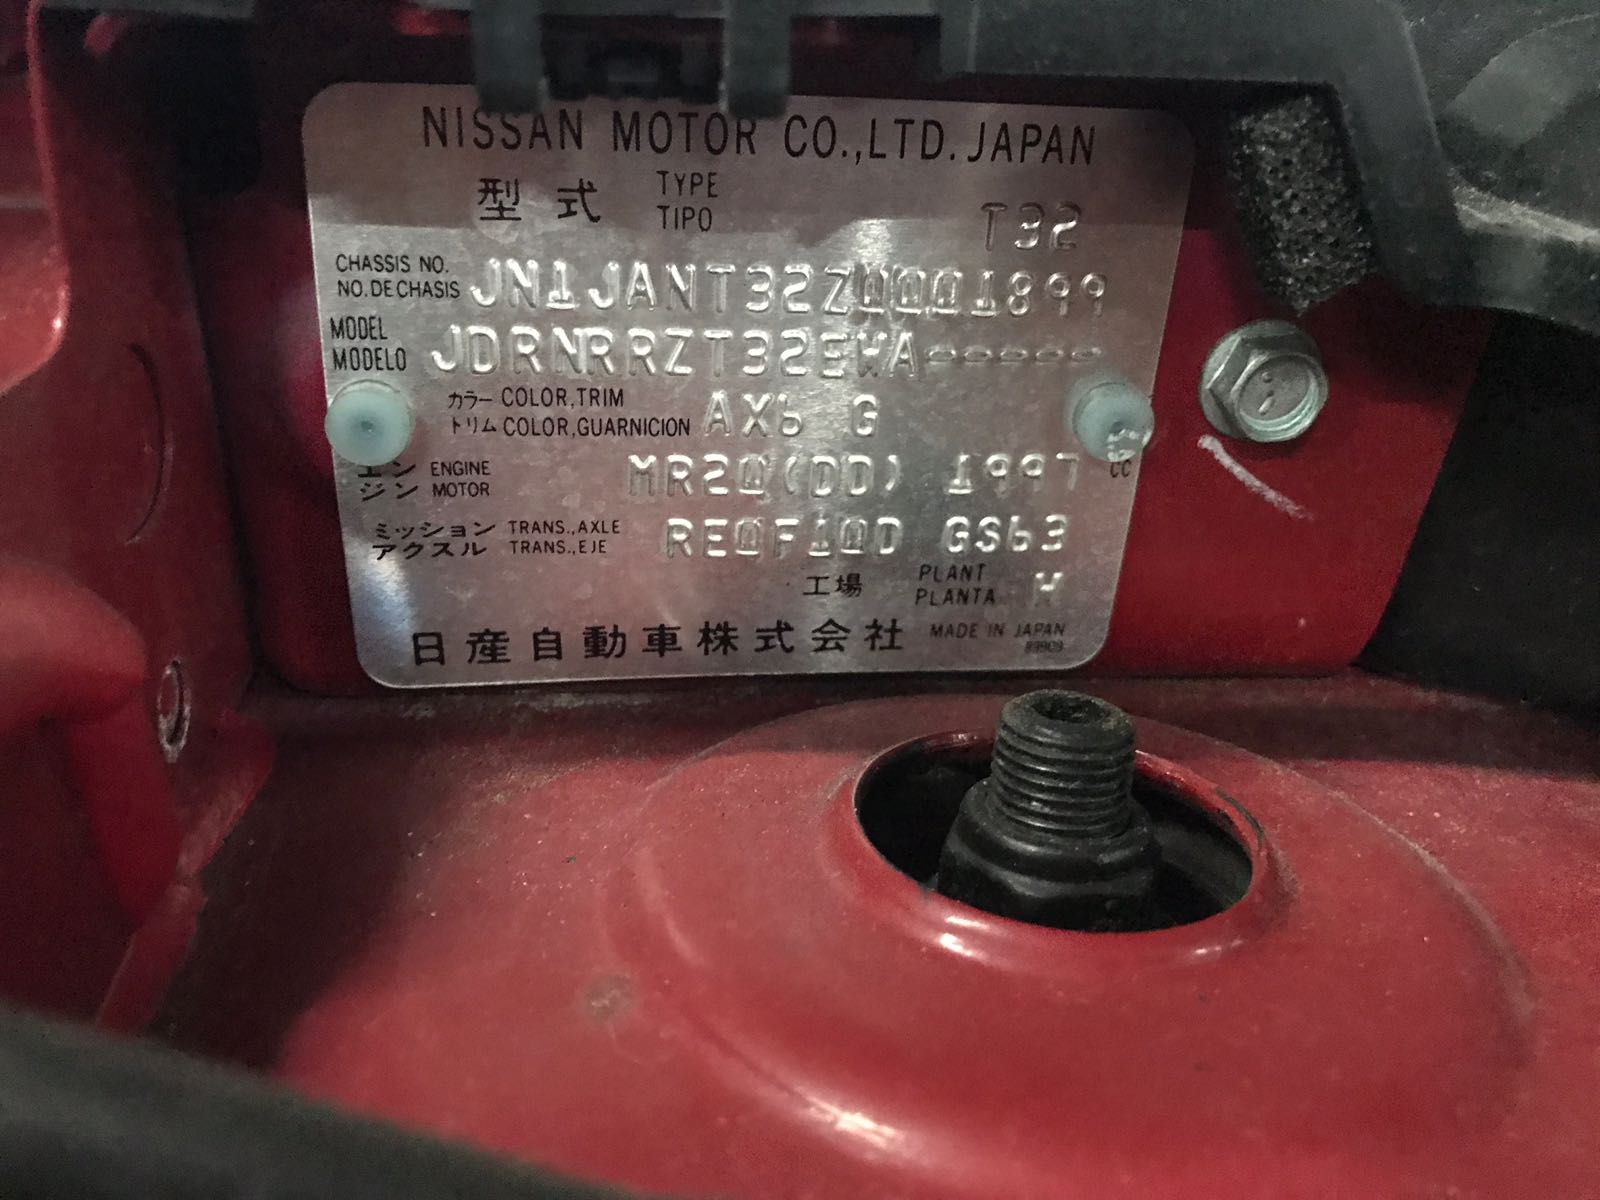 NISSAN MOTOR CO.,LTD. JAPAN
型式 TYPE TIPO T32
CHASSIS NO. NO. DE CHASIS JN1JANT32Z0001899
MODEL MODELO JDRNRRZT32EWA-----
カラー COLOR,TRIM
トリム COLOR,GUARNICION AX6 G
エン ENGINE
ジン MOTOR MR20(DD) 1997 CC
ミッション TRANS.,AXLE
アクスル TRANS.,EJE RE0F10D GS63
工場 PLANT PLANTA W
日産自動車株式会社 MADE IN JAPAN